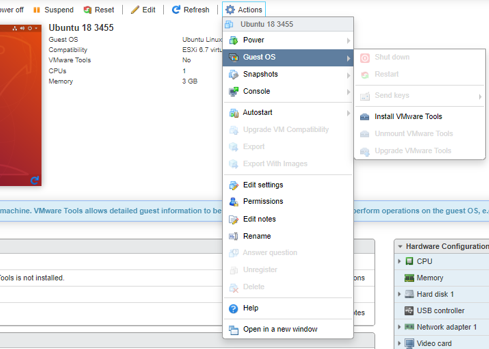 ower off Suspend Reset Edit Refresh Actions
Ubuntu 18 3455
Guest OS Ubuntu Linux
Compatibility ESXi 6.7 virtu
VMware Tools No
CPUs 1
Memory 3 GB
Ubuntu 18 3455
Power
Guest OS
Snapshots
Console
Autostart
Upgrade VM Compatibility
Export
Export With Images
Edit settings
Permissions
Edit notes
Rename
Answer question
Unregister
Delete
Help
Open in a new window
Shut down
Restart
Send keys
Install VMware Tools
Unmount VMware Tools
Upgrade VMware Tools
machine. VMware Tools allows detailed guest information to be perform operations on the guest OS, e.
Tools is not installed. ons
tes
Hardware Configuration
CPU
Memory
Hard disk 1
USB controller
Network adapter 1
Video card